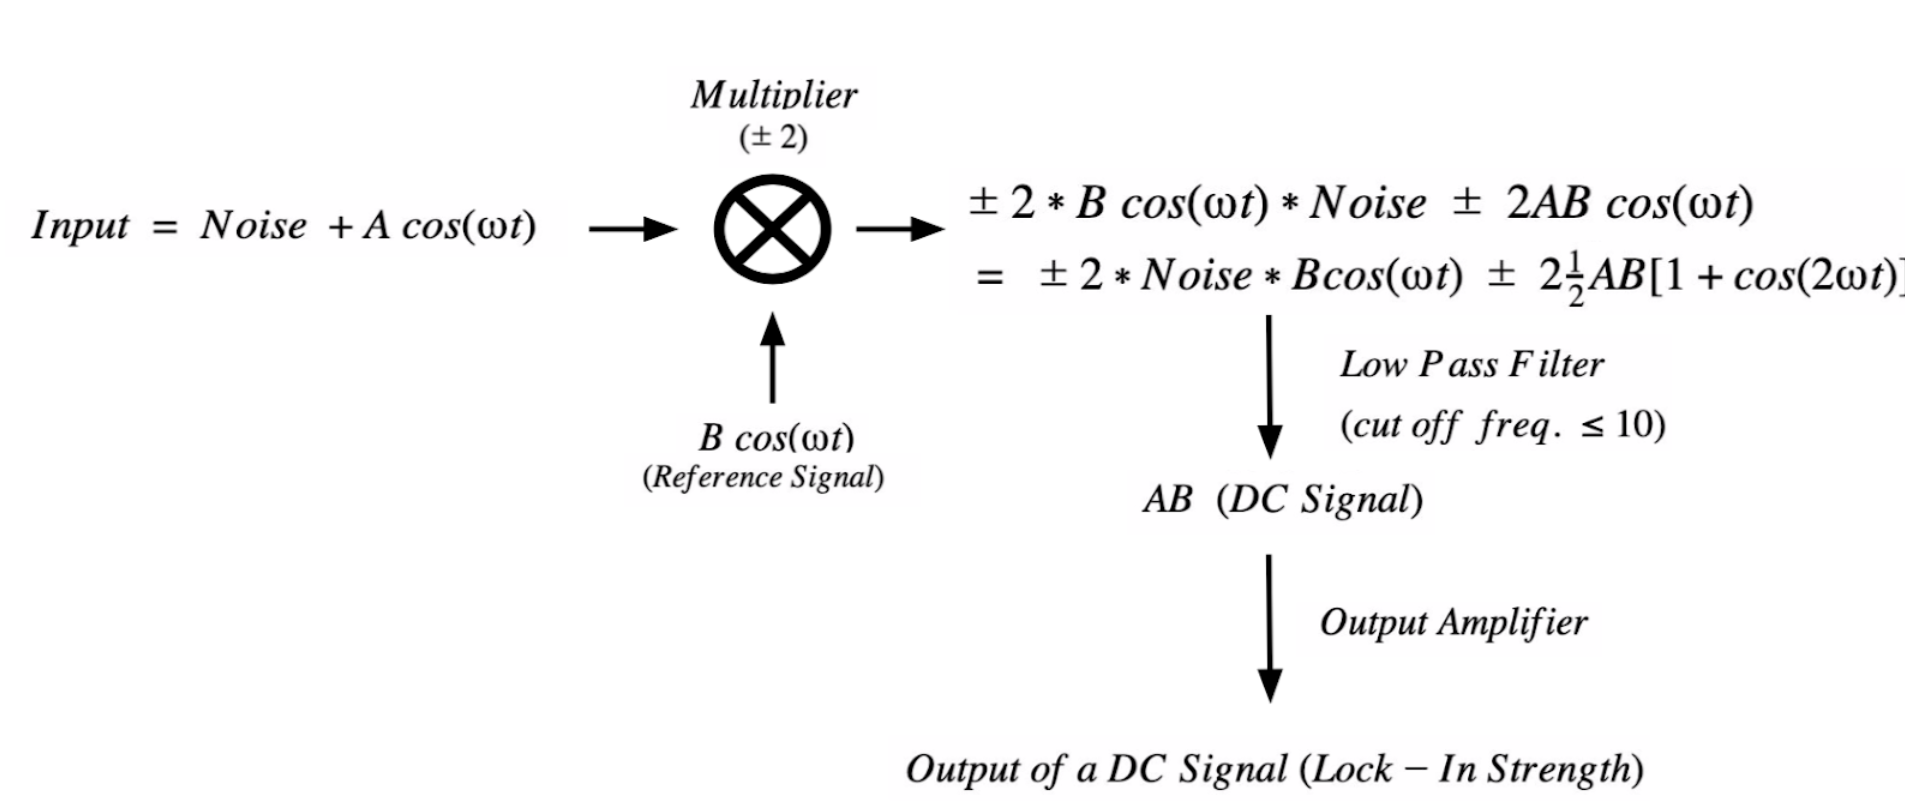 Multiplier
(± 2)
Input = Noise + A cos(ωt)
± 2 * B cos(ωt) * Noise ± 2AB cos(ωt)
= ± 2 * Noise * Bcos(ωt) ± 2½AB[1 + cos(2ωt)]
B cos(ωt)
(Reference Signal)
Low Pass Filter
(cut off freq. ≤ 10)
AB (DC Signal)
Output Amplifier
Output of a DC Signal (Lock – In Strength)